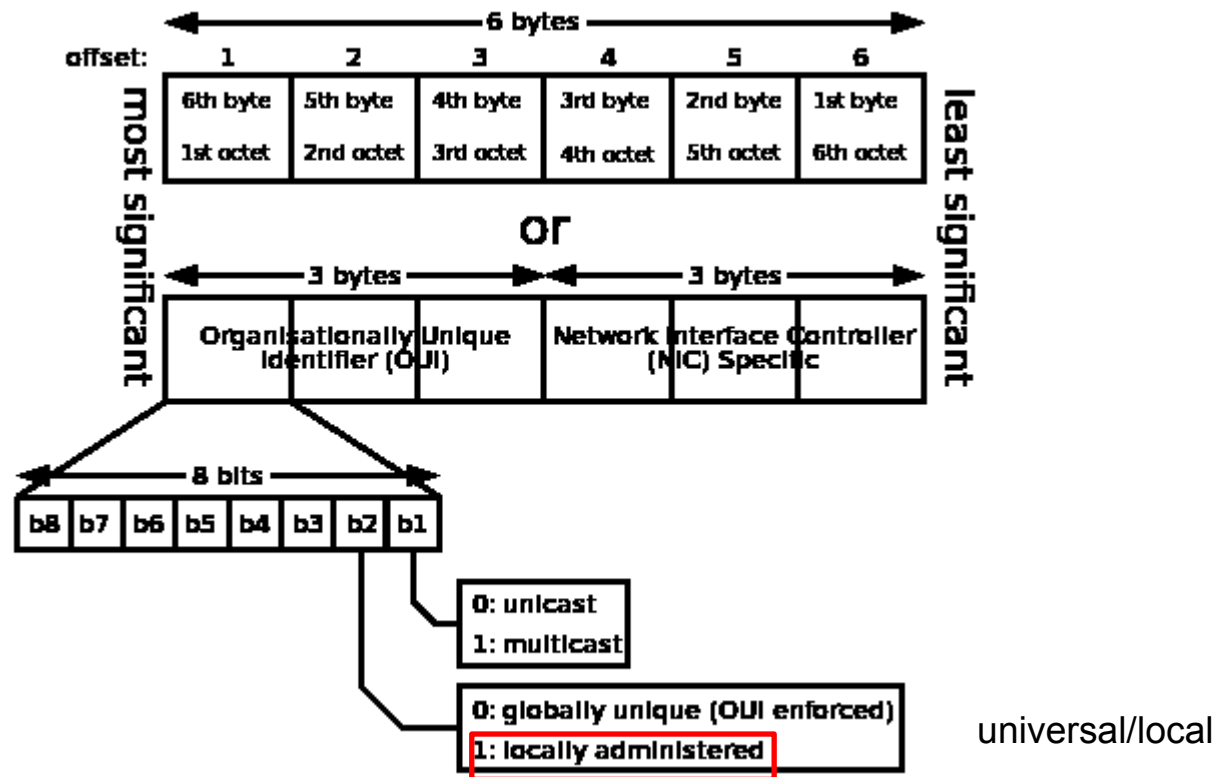 6 bytes
offset: 1 2 3 4 5 6
6th byte 5th byte 4th byte 3rd byte 2nd byte 1st byte
1st octet 2nd octet 3rd octet 4th octet 5th octet 6th octet
most significant
least significant
or
3 bytes 3 bytes
Organisationally Unique
Identifier (OUI)
Network Interface Controller
(NIC) Specific
8 bits
b8 b7 b6 b5 b4 b3 b2 b1
0: unicast
1: multicast
0: globally unique (OUI enforced)
1: locally administered
universal/local